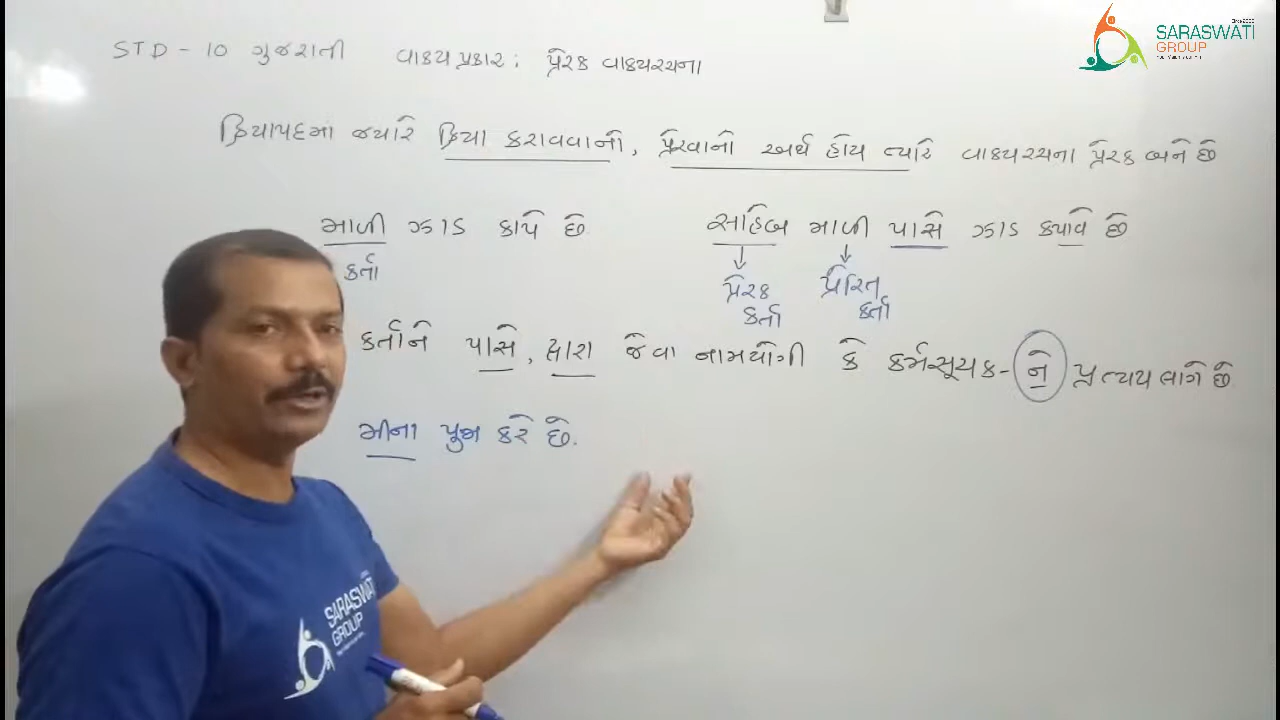 STD - 10 ગુજરાતી વાક્યપ્રકાર : પ્રેરક વાક્યરચના
ક્રિયાપદમાં જ્યારે ક્રિયા કરાવવાનો, પ્રેરવાનો અર્થ હોય ત્યારે વાક્યરચના પ્રેરક બને છે
માળી ઝાડ કાપે છે
સાહેબ માળી પાસે ઝાડ કપાવે છે
કર્તા
પ્રેરક કર્તા
પ્રેરિત કર્તા
કર્તાને પાસે, દ્વારા જેવા નામયોગી કે કર્મસૂચક - ને પ્રત્યય લાગે છે
મીના પૂજા કરે છે.
SARASWATI
GROUP
SARASWATI
GROUP